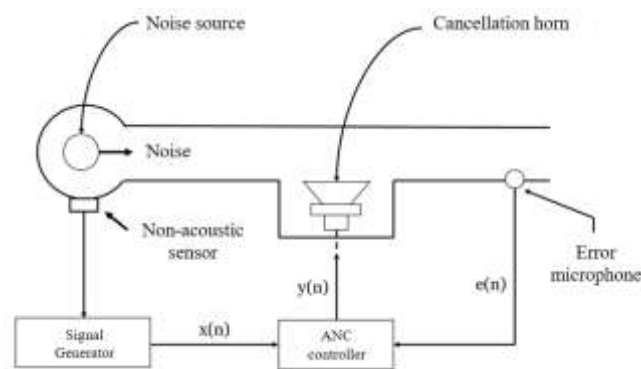 Noise source
Cancellation horn
Noise
Non-acoustic
sensor
Error
microphone
y(n)
e(n)
x(n)
Signal
Generator
ANC
controller